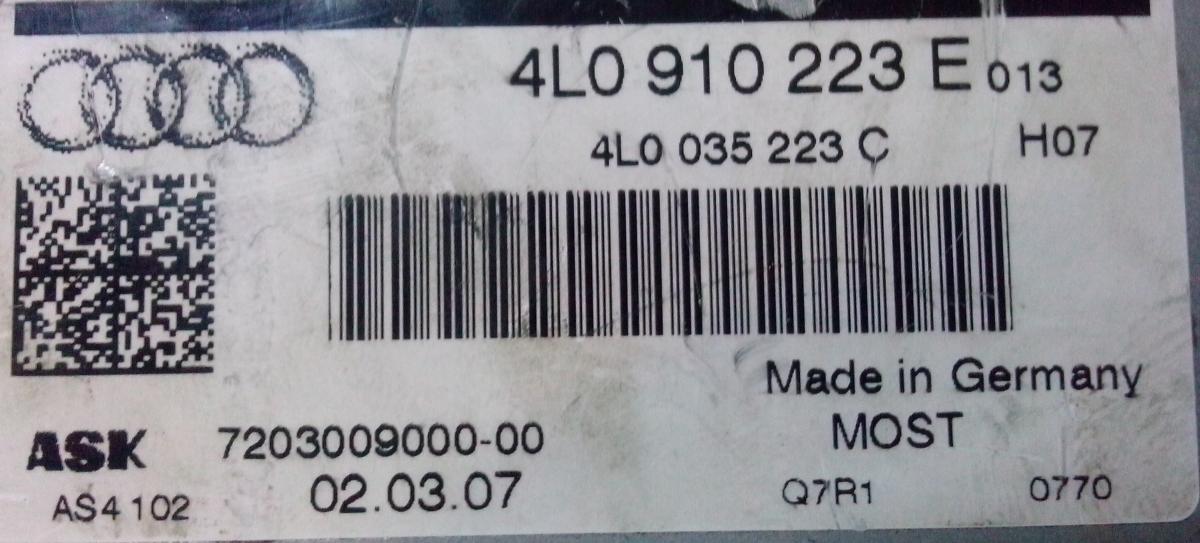 4L0 910 223 E 013
4L0 035 223 C H07
Made in Germany
ASK 7203009000-00 MOST
AS4 102 02.03.07 Q7R1 0770